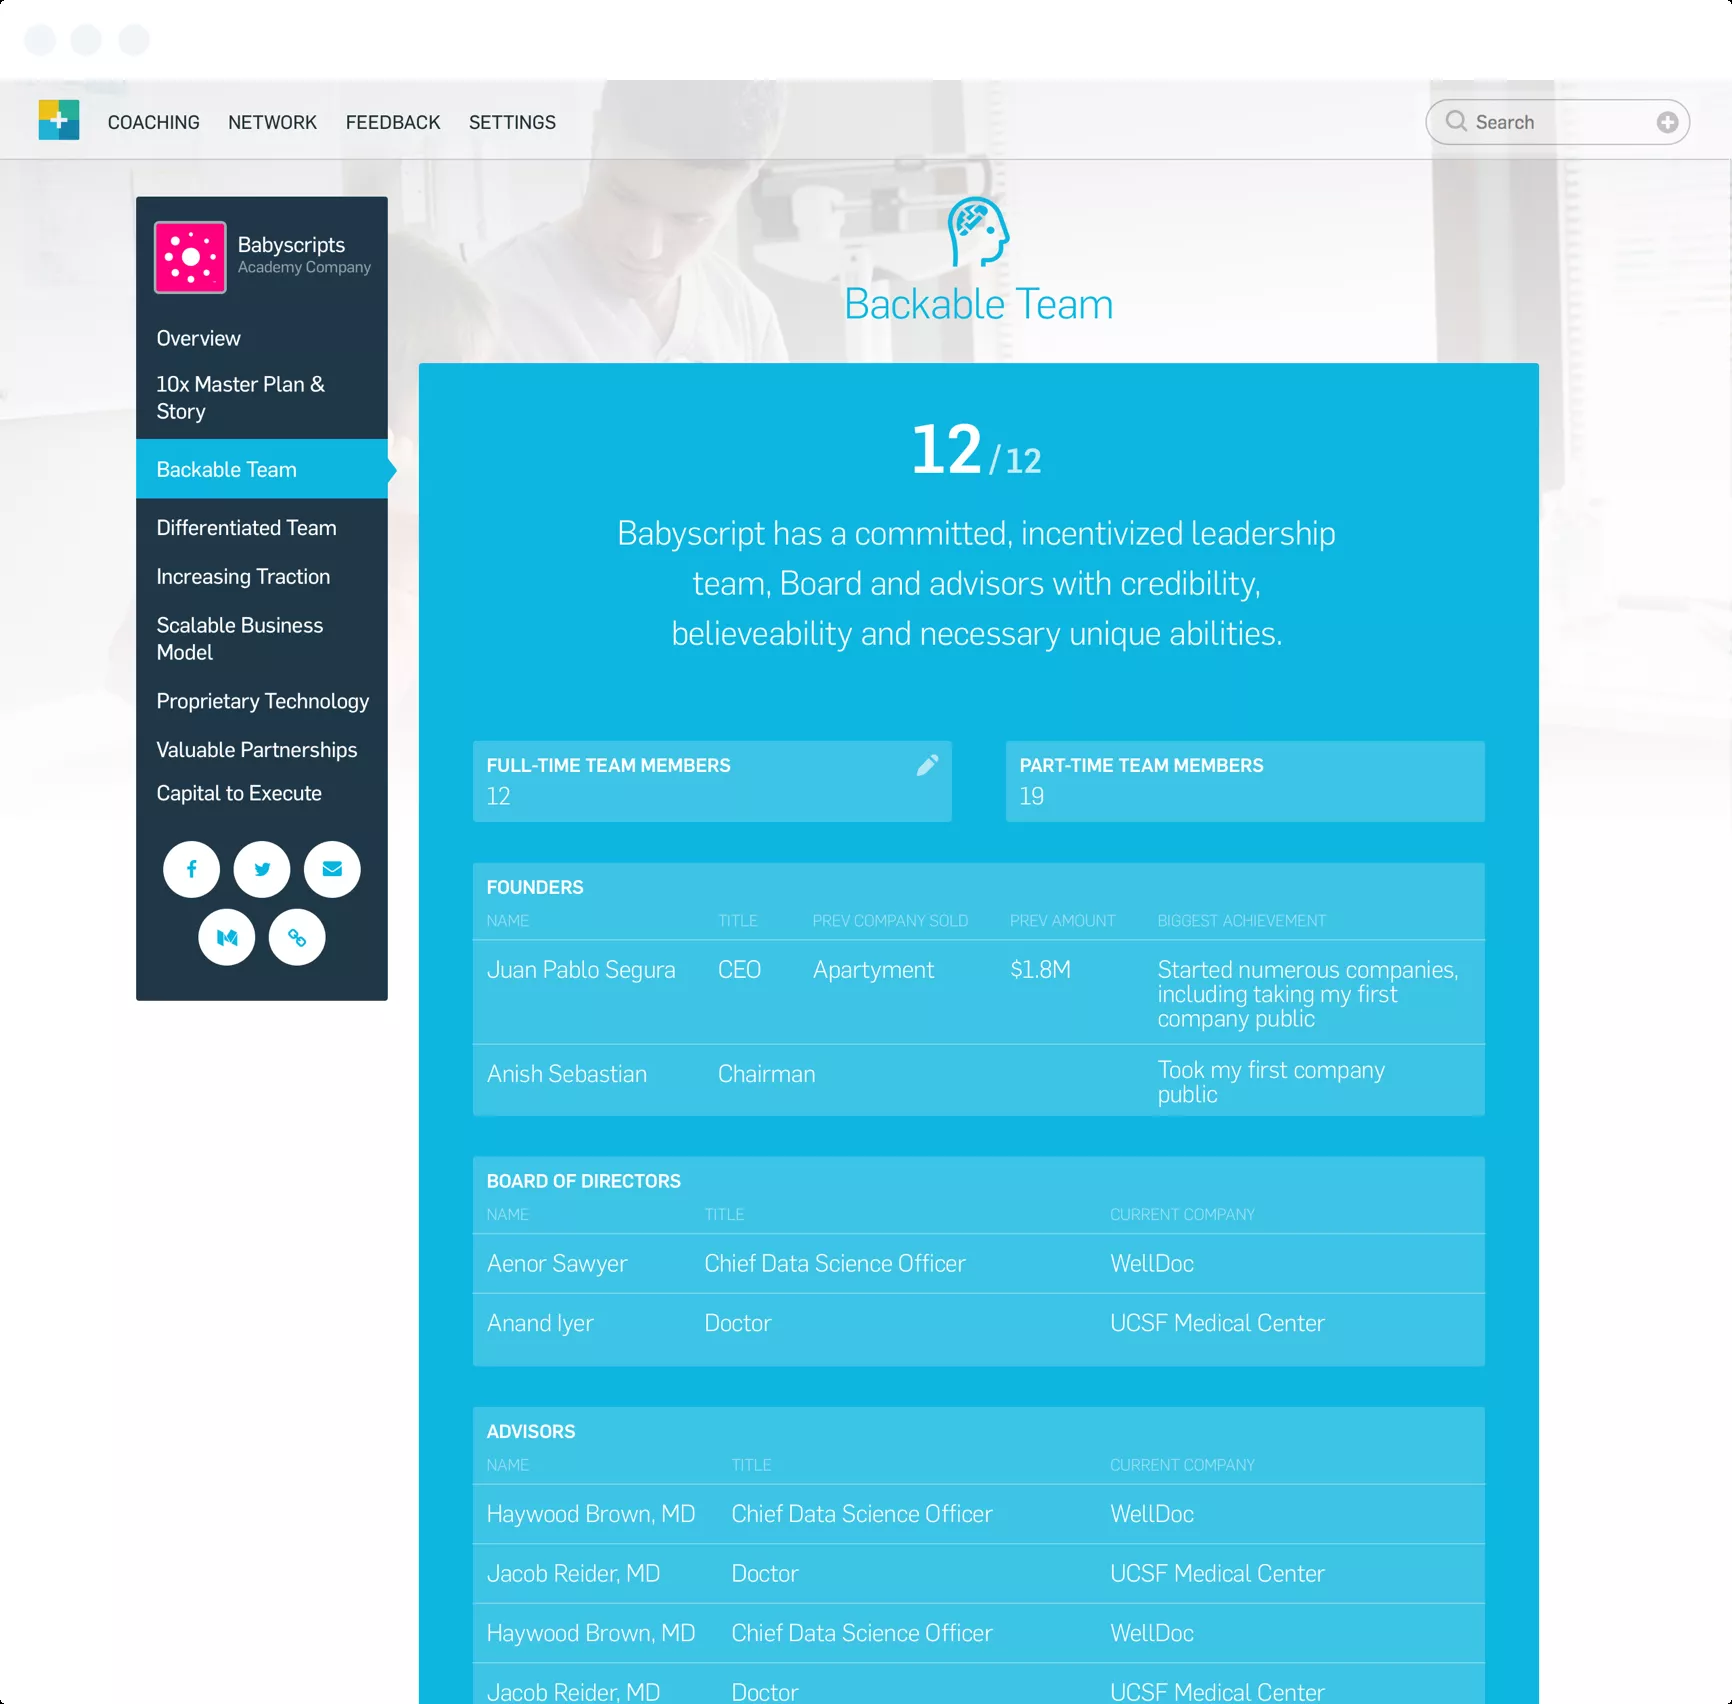 COACHING NETWORK FEEDBACK SETTINGS
Search
Babyscripts
Academy Company
Overview
10x Master Plan &
Story
Backable Team
Differentiated Team
Increasing Traction
Scalable Business
Model
Proprietary Technology
Valuable Partnerships
Capital to Execute
Backable Team
12 / 12
Babyscript has a committed, incentivized leadership
team, Board and advisors with credibility,
believeability and necessary unique abilities.
FULL-TIME TEAM MEMBERS
12
PART-TIME TEAM MEMBERS
19
FOUNDERS
NAME TITLE PREV COMPANY SOLD PREV AMOUNT BIGGEST ACHIEVEMENT
Juan Pablo Segura CEO Apartyment $1.8M Started numerous companies,
including taking my first
company public
Anish Sebastian Chairman Took my first company
public
BOARD OF DIRECTORS
NAME TITLE CURRENT COMPANY
Aenor Sawyer Chief Data Science Officer WellDoc
Anand Iyer Doctor UCSF Medical Center
ADVISORS
NAME TITLE CURRENT COMPANY
Haywood Brown, MD Chief Data Science Officer WellDoc
Jacob Reider, MD Doctor UCSF Medical Center
Haywood Brown, MD Chief Data Science Officer WellDoc
Jacob Reider, MD Doctor UCSF Medical Center